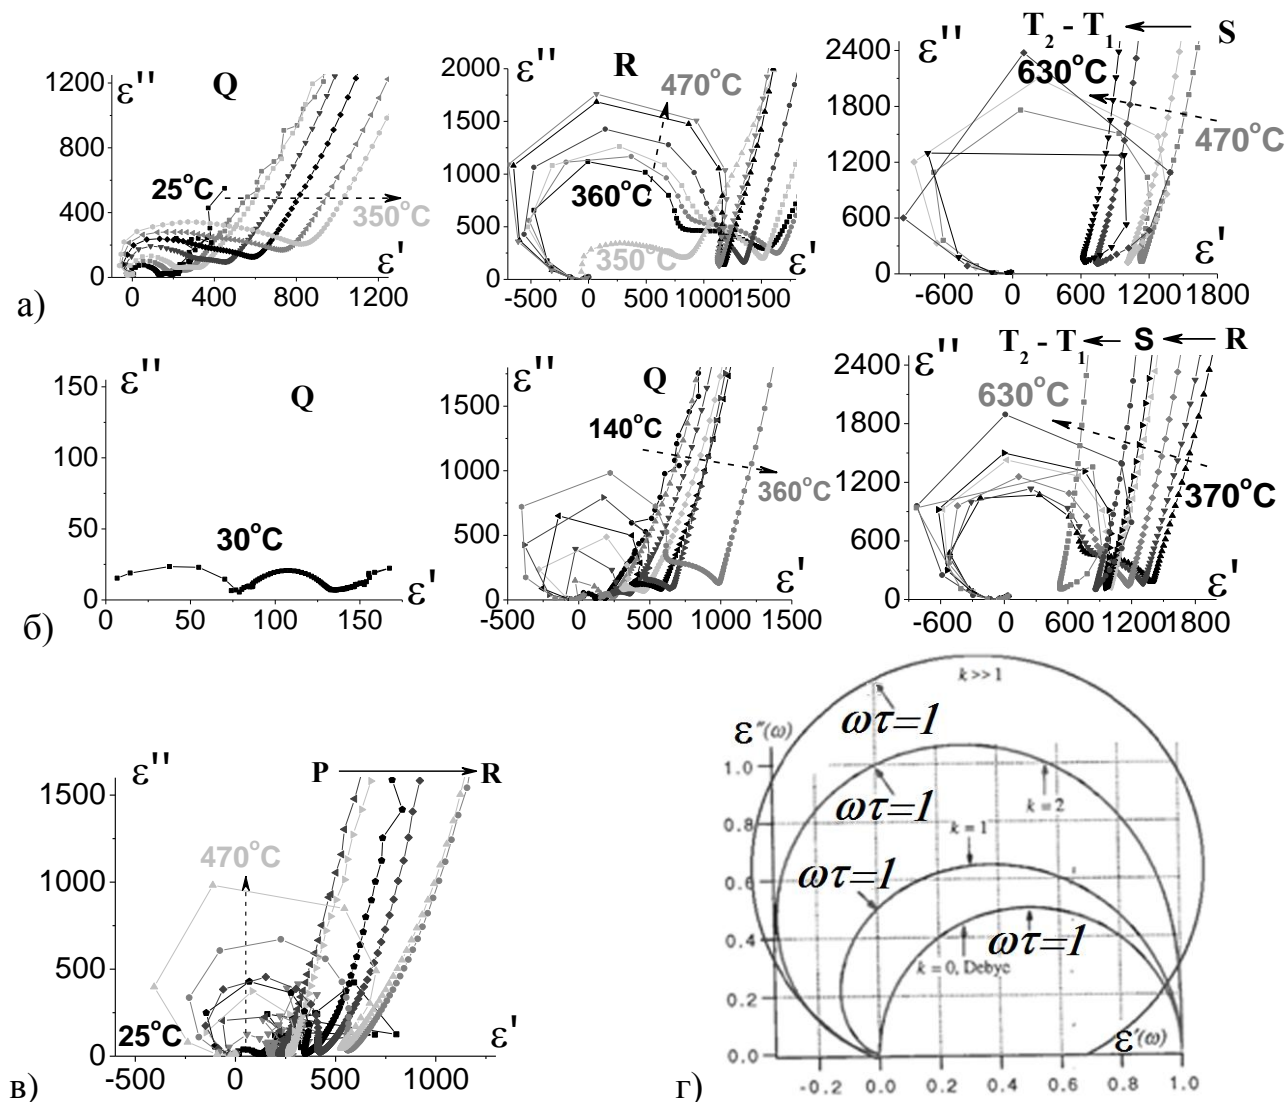 ε''
Q
1200
800
400
0
25°C
350°C
ε'
0 400 800 1200
R
2000
1500
1000
500
0
ε''
470°C
360°C
350°C
ε'
-500 0 500 1000 1500
T₂ - T₁ ← S
ε''
2400
1800
1200
600
0
630°C
470°C
ε'
-600 0 600 1200 1800
а)
ε''
Q
150
100
50
0
30°C
ε'
0 50 100 150
ε''
Q
1500
1000
500
0
140°C
360°C
ε'
-500 0 500 1000 1500
T₂ - T₁ ← S ← R
ε''
2400
1800
1200
600
0
630°C
370°C
ε'
-600 0 600 1200 1800
б)
ε''
P → R
1500
1000
500
0
470°C
25°C
ε'
-500 0 500 1000
в)
k >> 1
ωτ=1
ε''(ω)
1.0
0.8
0.6
0.4
0.2
0.0
ωτ=1
k = 2
k = 1
ωτ=1
ωτ=1
k = 0, Debye
ε'(ω)
-0.2 0.0 0.2 0.4 0.6 0.8 1.0
г)